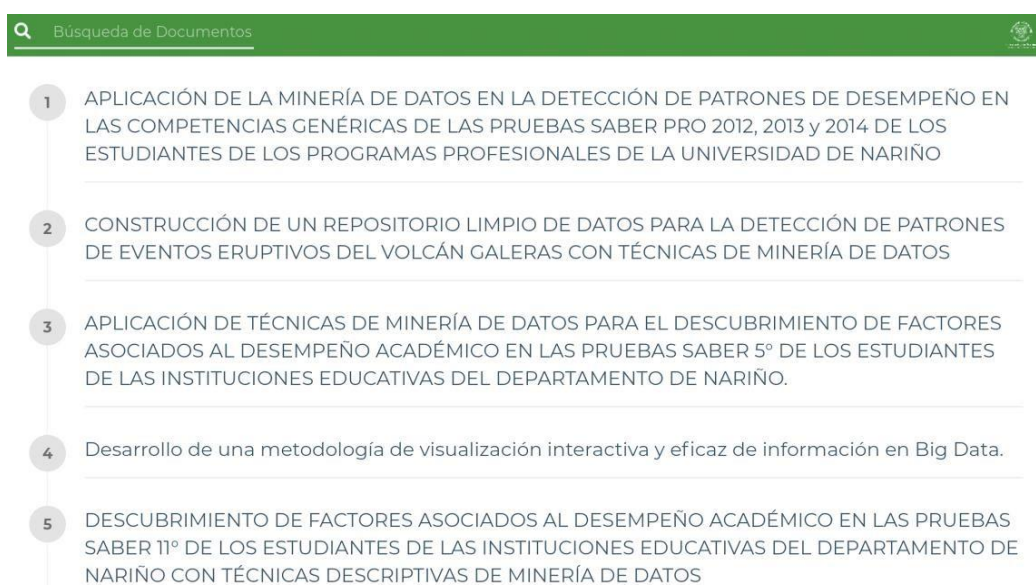 Búsqueda de Documentos
1
APLICACIÓN DE LA MINERÍA DE DATOS EN LA DETECCIÓN DE PATRONES DE DESEMPEÑO EN
LAS COMPETENCIAS GENÉRICAS DE LAS PRUEBAS SABER PRO 2012, 2013 y 2014 DE LOS
ESTUDIANTES DE LOS PROGRAMAS PROFESIONALES DE LA UNIVERSIDAD DE NARIÑO
2
CONSTRUCCIÓN DE UN REPOSITORIO LIMPIO DE DATOS PARA LA DETECCIÓN DE PATRONES
DE EVENTOS ERUPTIVOS DEL VOLCÁN GALERAS CON TÉCNICAS DE MINERÍA DE DATOS
3
APLICACIÓN DE TÉCNICAS DE MINERÍA DE DATOS PARA EL DESCUBRIMIENTO DE FACTORES
ASOCIADOS AL DESEMPEÑO ACADÉMICO EN LAS PRUEBAS SABER 5° DE LOS ESTUDIANTES
DE LAS INSTITUCIONES EDUCATIVAS DEL DEPARTAMENTO DE NARIÑO.
4
Desarrollo de una metodología de visualización interactiva y eficaz de información en Big Data.
5
DESCUBRIMIENTO DE FACTORES ASOCIADOS AL DESEMPEÑO ACADÉMICO EN LAS PRUEBAS
SABER 11° DE LOS ESTUDIANTES DE LAS INSTITUCIONES EDUCATIVAS DEL DEPARTAMENTO DE
NARIÑO CON TÉCNICAS DESCRIPTIVAS DE MINERÍA DE DATOS